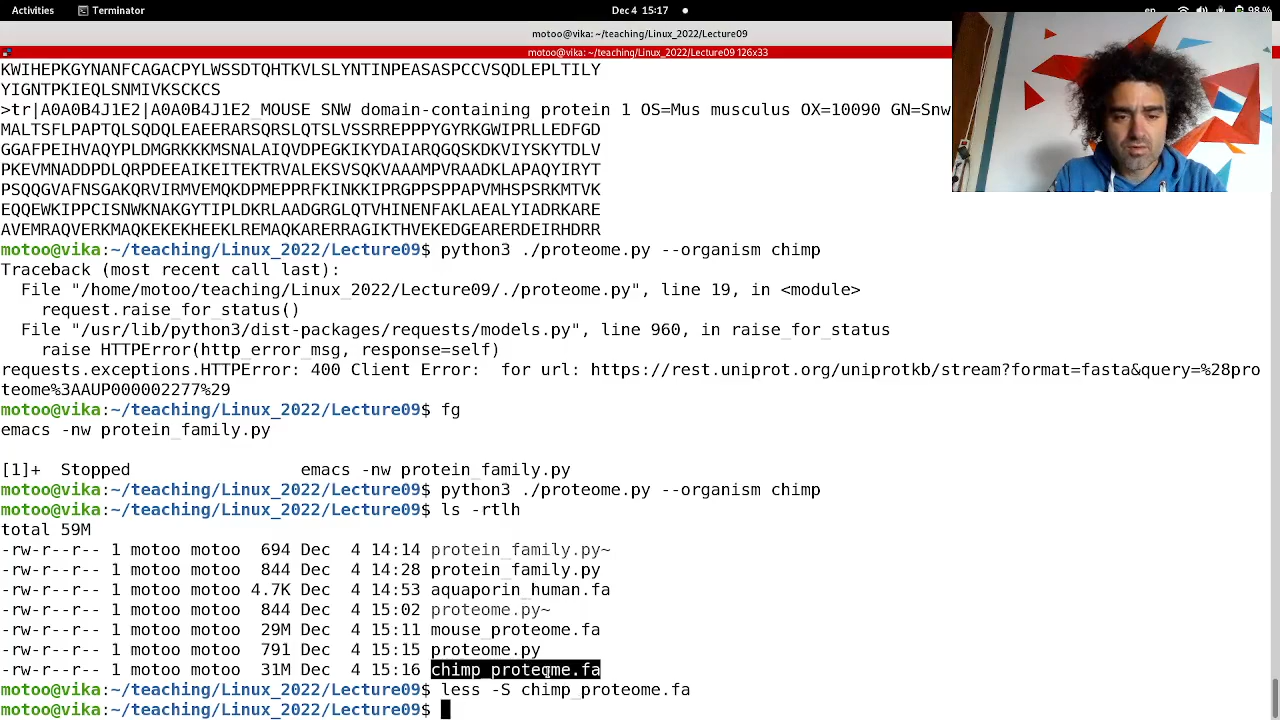 Activities
Terminator
Dec 4 15:17
en
98 %
motoo@vika: ~/teaching/Linux_2022/Lecture09
motoo@vika: ~/teaching/Linux_2022/Lecture09 126x33
KWIHEPKGYNANFCAGACPYLWSSDTQHTKVLSLYNTINPEASASPCCVSQDLEPLTILY
YIGNTPKIEQLSNMIVKSCKCS
>tr|A0A0B4J1E2|A0A0B4J1E2_MOUSE SNW domain-containing protein 1 OS=Mus musculus OX=10090 GN=Snw
MALTSFLPAPTQLSQDQLEAEERARSQRSLQTSLVSSRREPPPYGYRKGWIPRLLEDFGD
GGAFPEIHVAQYPLDMGRKKKMSNALAIQVDPEGKIKYDAIARQGQSKDKVIYSKYTDLV
PKEVMNADDPDLQRPDEEAIKEITEKTRVALEKSVSQKVAAAMPVRAADKLAPAQYIRYT
PSQQGVAFNSGAKQRVIRMVEMQKDPMEPPRFKINKKIPRGPPSPPAPVMHSPSRKMTVK
EQQEWKIPPCISNWKNAKGYTIPLDKRLAADGRGLQTVHINENFAKLAEALYIADRKARE
AVEMRAQVERKMAQKEKEKHEEKLREMAQKARERRAGIKTHVEKEDGEARERDEIRHDRR
motoo@vika:~/teaching/Linux_2022/Lecture09$ python3 ./proteome.py --organism chimp
Traceback (most recent call last):
File "/home/motoo/teaching/Linux_2022/Lecture09/./proteome.py", line 19, in <module>
request.raise_for_status()
File "/usr/lib/python3/dist-packages/requests/models.py", line 960, in raise_for_status
raise HTTPError(http_error_msg, response=self)
requests.exceptions.HTTPError: 400 Client Error:  for url: https://rest.uniprot.org/uniprotkb/stream?format=fasta&query=%28pro
teome%3AAUP000002277%29
motoo@vika:~/teaching/Linux_2022/Lecture09$ fg
emacs -nw protein_family.py
[1]+  Stopped                 emacs -nw protein_family.py
motoo@vika:~/teaching/Linux_2022/Lecture09$ python3 ./proteome.py --organism chimp
motoo@vika:~/teaching/Linux_2022/Lecture09$ ls -rtlh
total 59M
-rw-r--r-- 1 motoo motoo  694 Dec  4 14:14 protein_family.py~
-rw-r--r-- 1 motoo motoo  844 Dec  4 14:28 protein_family.py
-rw-r--r-- 1 motoo motoo 4.7K Dec  4 14:53 aquaporin_human.fa
-rw-r--r-- 1 motoo motoo  844 Dec  4 15:02 proteome.py~
-rw-r--r-- 1 motoo motoo  29M Dec  4 15:11 mouse_proteome.fa
-rw-r--r-- 1 motoo motoo  791 Dec  4 15:15 proteome.py
-rw-r--r-- 1 motoo motoo  31M Dec  4 15:16 chimp_proteome.fa
motoo@vika:~/teaching/Linux_2022/Lecture09$ less -S chimp_proteome.fa
motoo@vika:~/teaching/Linux_2022/Lecture09$